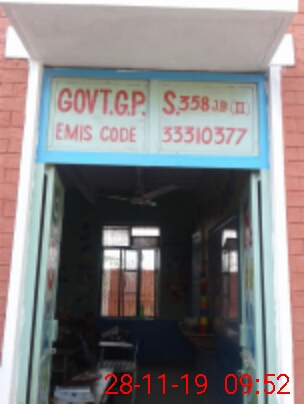 GOVT.G.P. S.358 J.B (II)
EMIS CODE 33310377
28-11-19 09:52